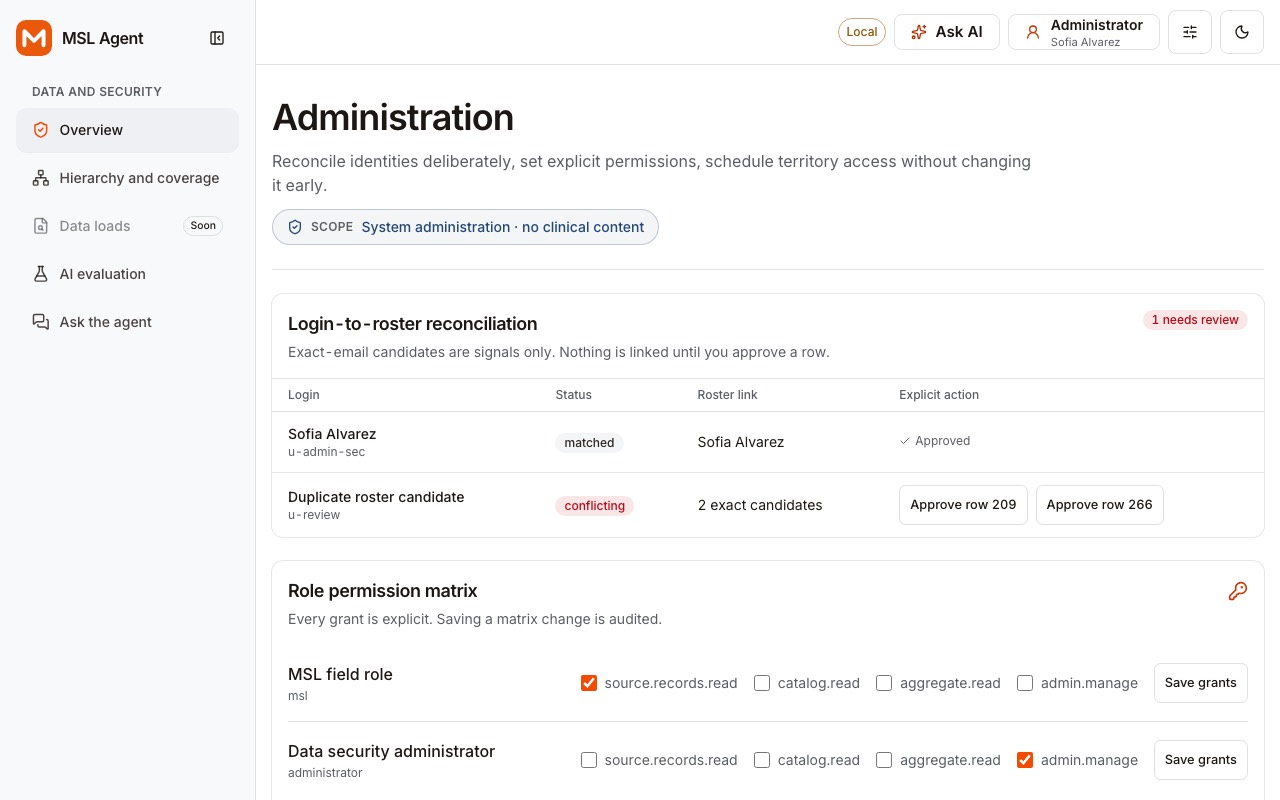 MSL Agent
Local
Ask AI
Administrator
Sofia Alvarez
DATA AND SECURITY
Overview
Hierarchy and coverage
Data loads
Soon
AI evaluation
Ask the agent
Administration
Reconcile identities deliberately, set explicit permissions, schedule territory access without changing
it early.
SCOPE System administration · no clinical content
Login-to-roster reconciliation
1 needs review
Exact-email candidates are signals only. Nothing is linked until you approve a row.
Login Status Roster link Explicit action
Sofia Alvarez
u-admin-sec
matched
Sofia Alvarez
Approved
Duplicate roster candidate
u-review
conflicting
2 exact candidates
Approve row 209
Approve row 266
Role permission matrix
Every grant is explicit. Saving a matrix change is audited.
MSL field role
msl
source.records.read catalog.read aggregate.read admin.manage
Save grants
Data security administrator
administrator
source.records.read catalog.read aggregate.read admin.manage
Save grants